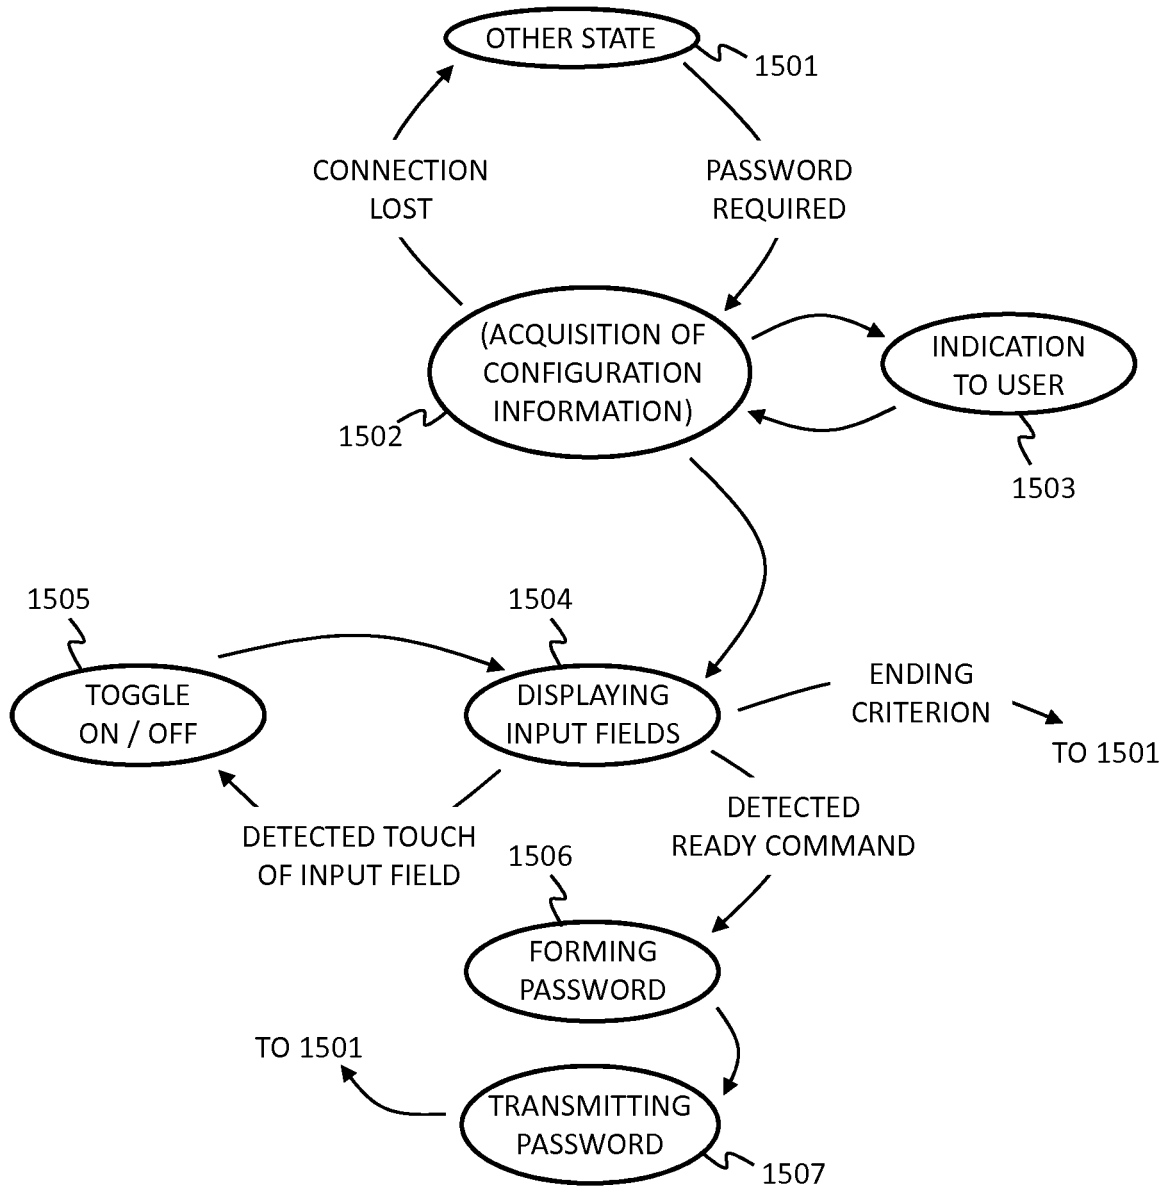 OTHER STATE
1501
CONNECTION
LOST
PASSWORD
REQUIRED
(ACQUISITION OF
CONFIGURATION
INFORMATION)
1502
INDICATION
TO USER
1503
1505
1504
TOGGLE
ON / OFF
DISPLAYING
INPUT FIELDS
ENDING
CRITERION
TO 1501
DETECTED TOUCH
OF INPUT FIELD
DETECTED
READY COMMAND
1506
FORMING
PASSWORD
TO 1501
TRANSMITTING
PASSWORD
1507